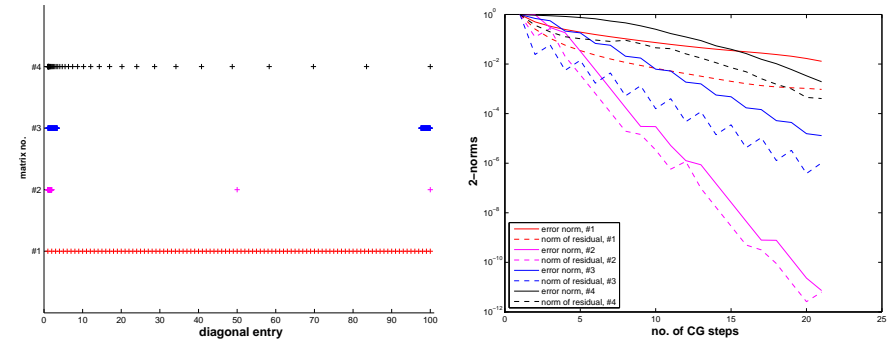 matrix no.
#4
#3
#2
#1
0 10 20 30 40 50 60 70 80 90 100
diagonal entry
2−norms
10^0
10^−2
10^−4
10^−6
10^−8
10^−10
10^−12
error norm, #1
norm of residual, #1
error norm, #2
norm of residual, #2
error norm, #3
norm of residual, #3
error norm, #4
norm of residual, #4
0 5 10 15 20 25
no. of CG steps